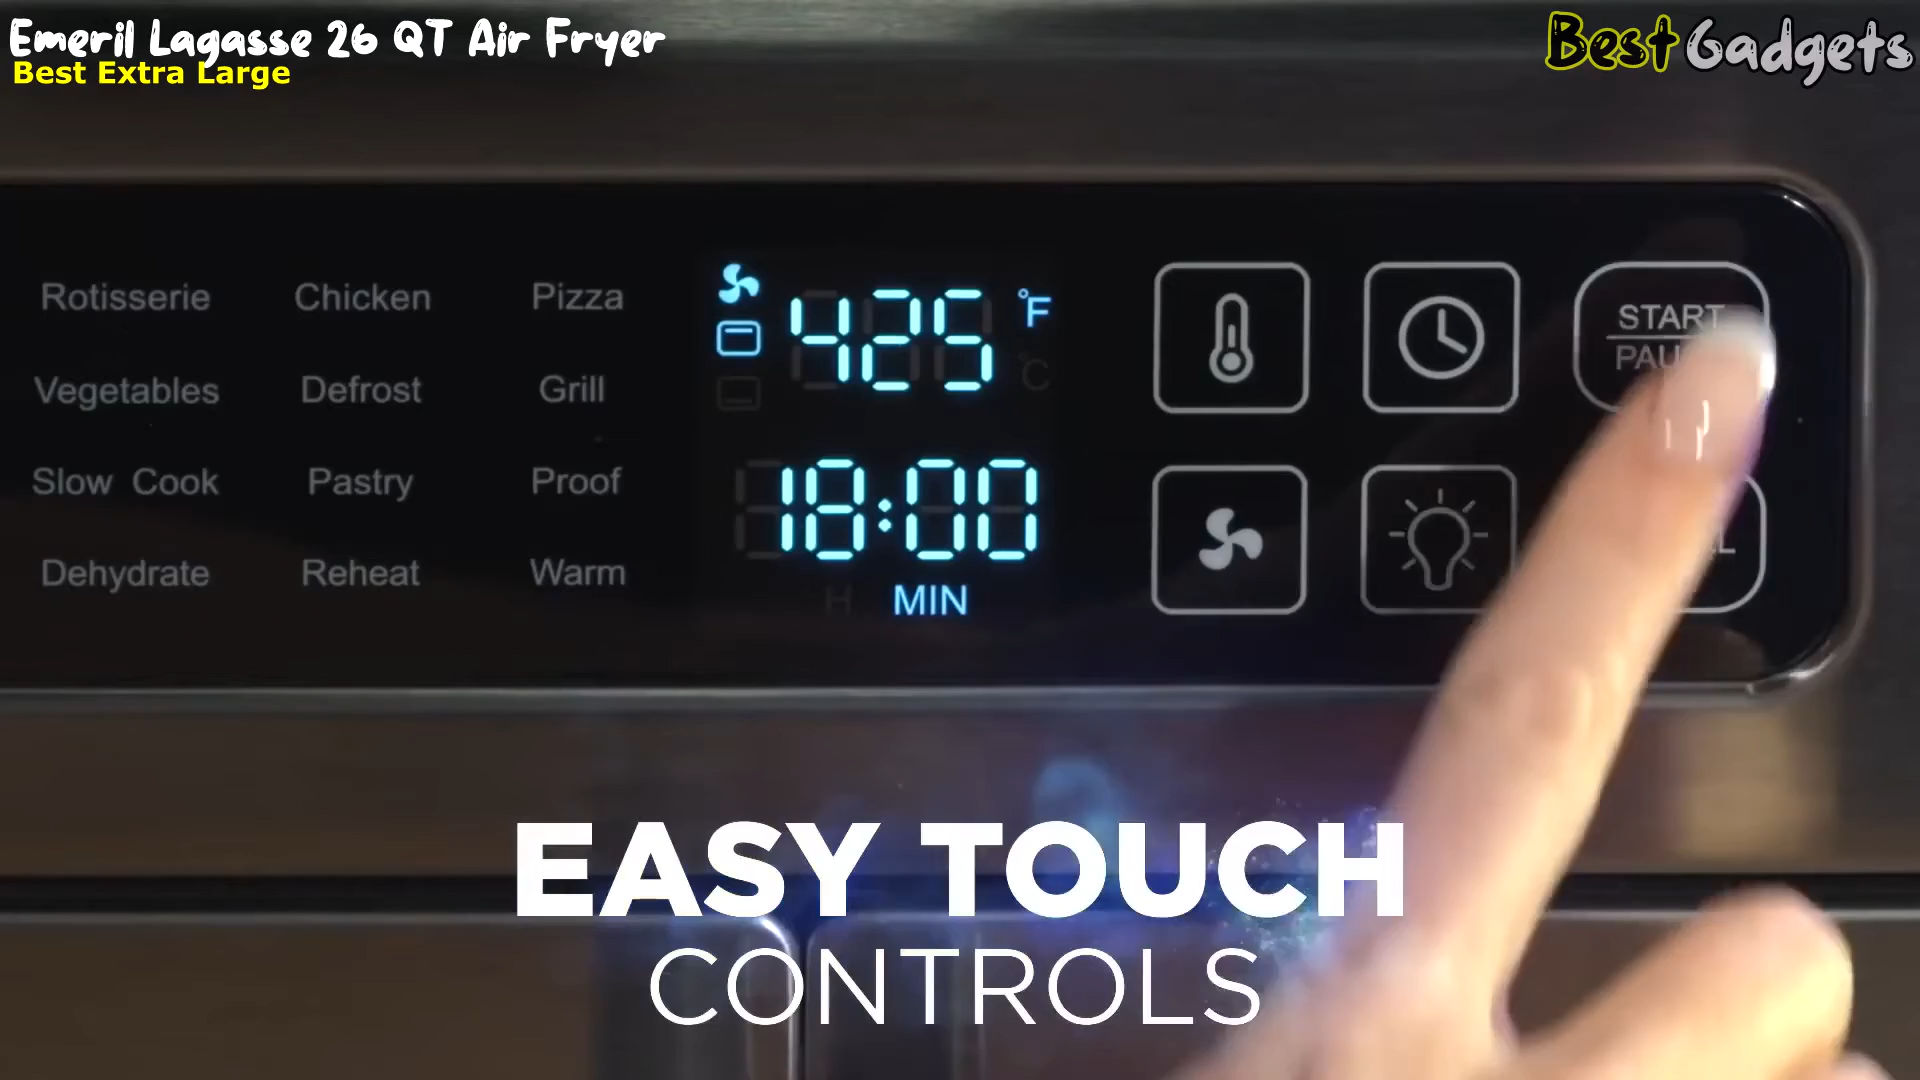 Emeril Lagasse 26 QT Air Fryer
Best Extra Large
Best Gadgets
Rotisserie Chicken Pizza
Vegetables Defrost Grill
Slow Cook Pastry Proof
Dehydrate Reheat Warm
425 °F
°C
18:00
H MIN
START
EASY TOUCH
CONTROLS